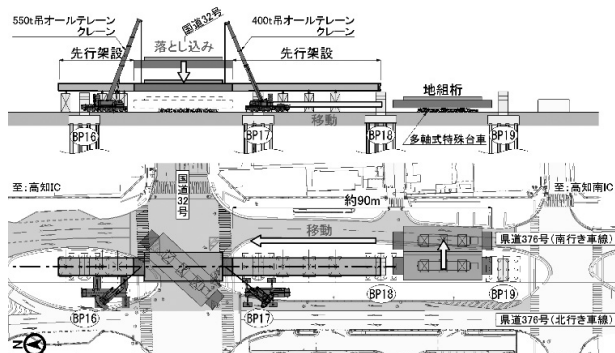 550t吊オールテレーン
クレーン
国道32号
400t吊オールテレーン
クレーン
先行架設
落とし込み
先行架設
地組桁
移動
多軸式特殊台車
BP16
BP17
BP18
BP19
至:高知IC
国道32号
約90m
至:高知南IC
移動
県道376号(南行き車線)
BP16
BP17
BP18
BP19
県道376号(北行き車線)
N